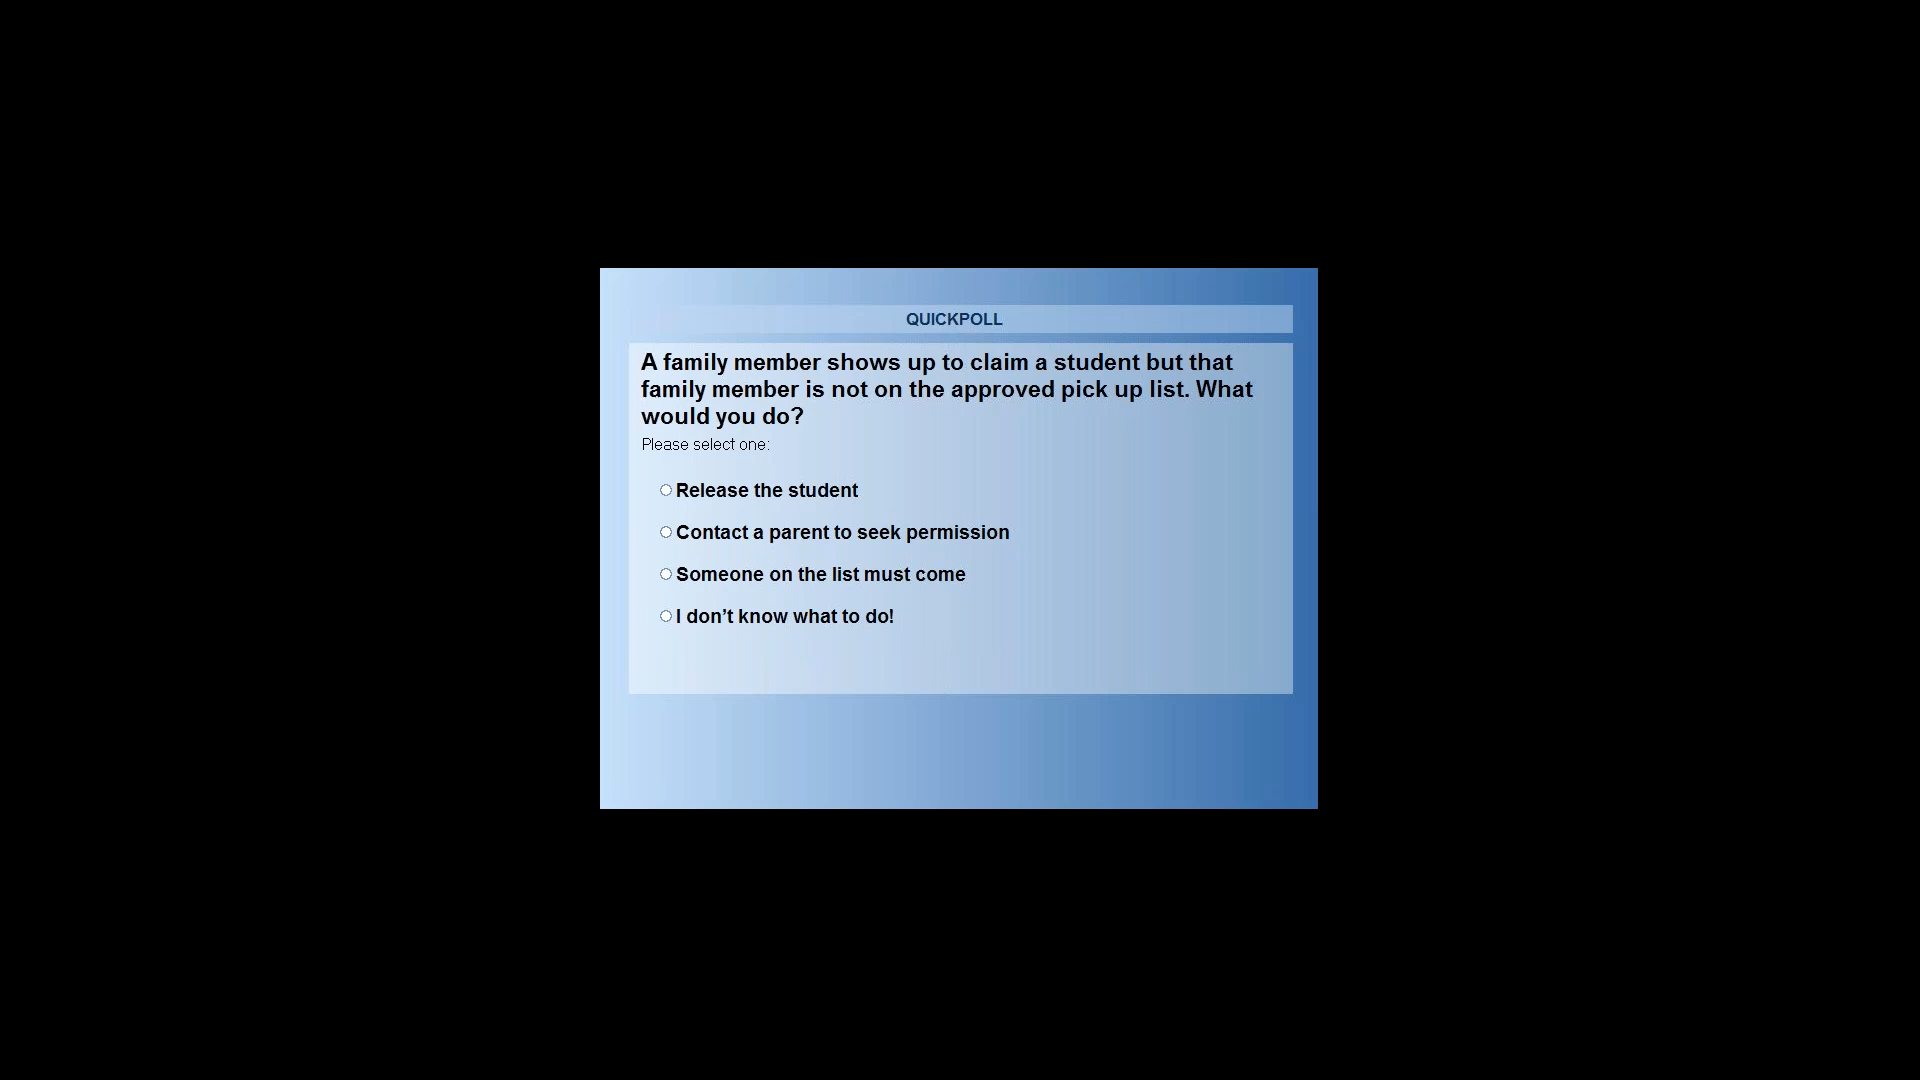 QUICKPOLL
A family member shows up to claim a student but that
family member is not on the approved pick up list. What
would you do?
Please select one:
Release the student
Contact a parent to seek permission
Someone on the list must come
I don’t know what to do!